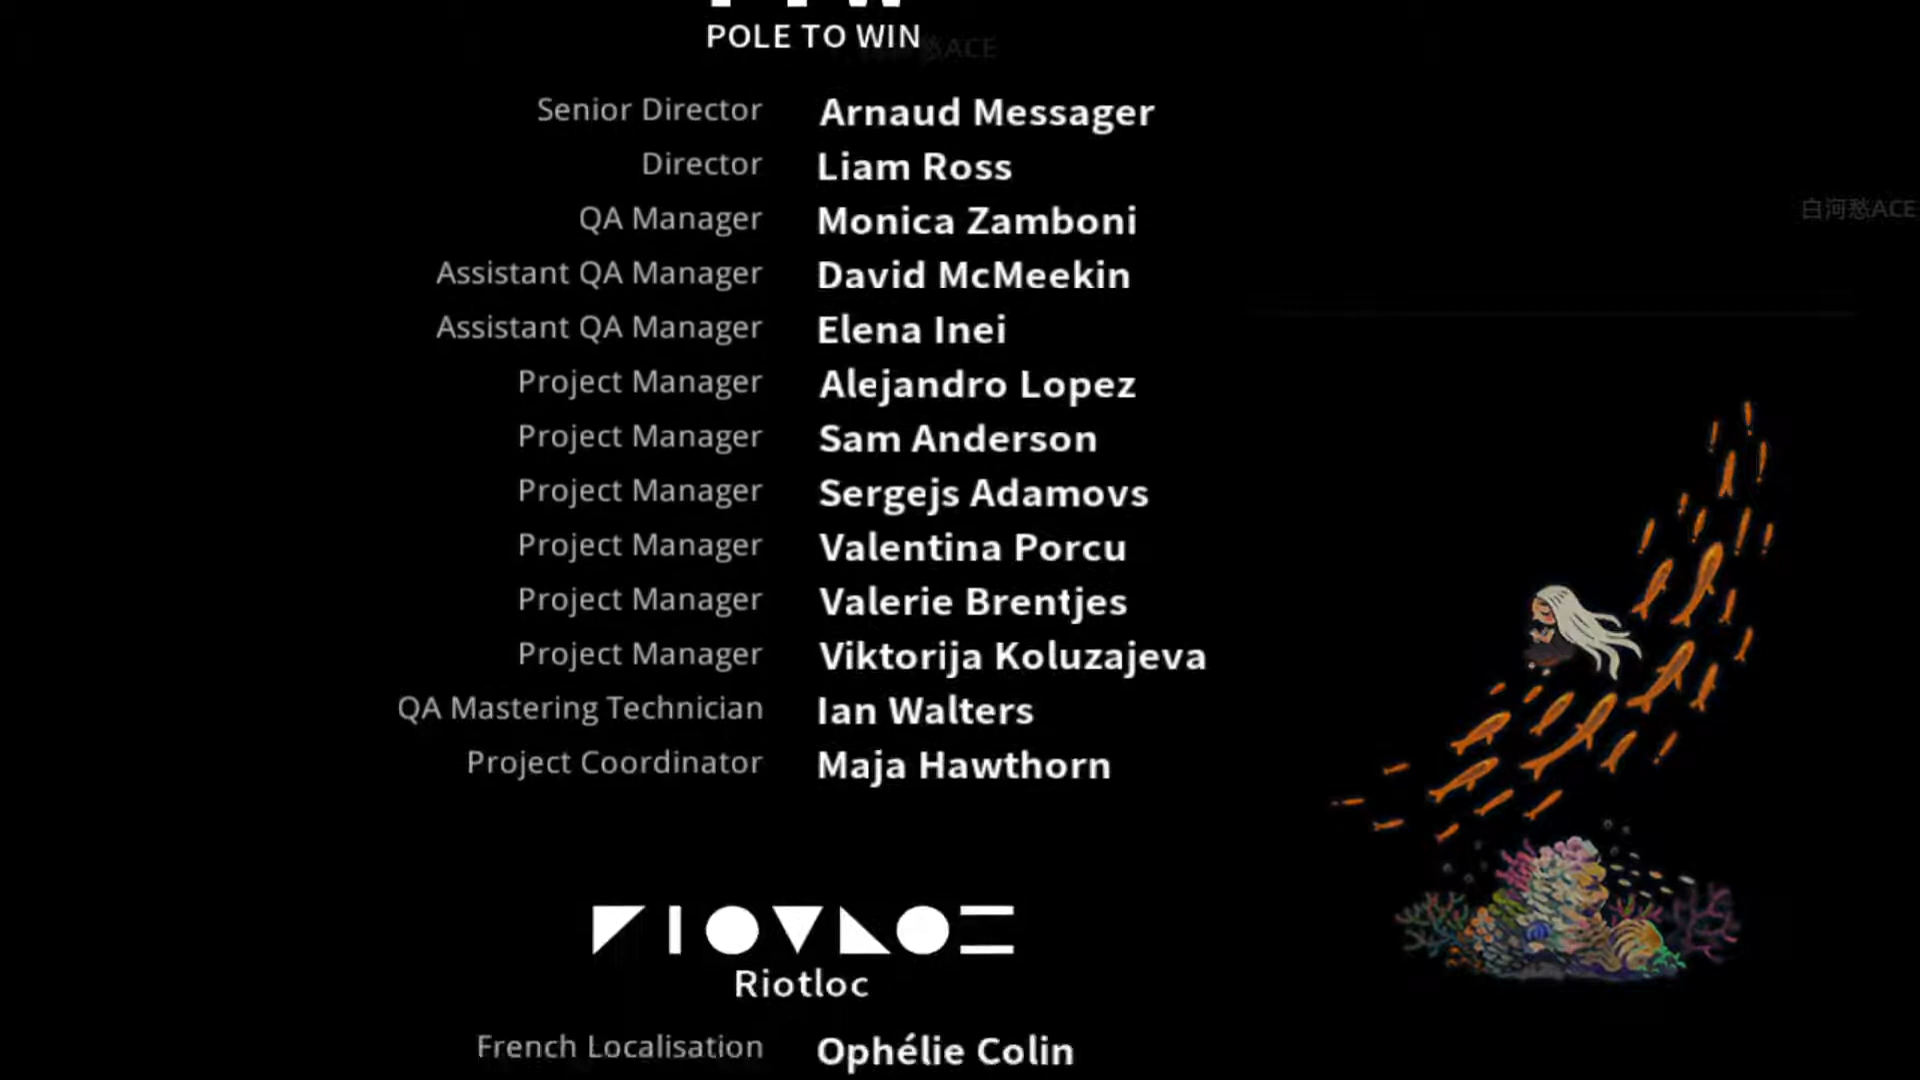 POLE TO WIN
Senior Director Arnaud Messager
Director Liam Ross
QA Manager Monica Zamboni
Assistant QA Manager David McMeekin
Assistant QA Manager Elena Inei
Project Manager Alejandro Lopez
Project Manager Sam Anderson
Project Manager Sergejs Adamovs
Project Manager Valentina Porcu
Project Manager Valerie Brentjes
Project Manager Viktorija Koluzajeva
QA Mastering Technician Ian Walters
Project Coordinator Maja Hawthorn
Riotloc
French Localisation Ophélie Colin
白河愁ACE